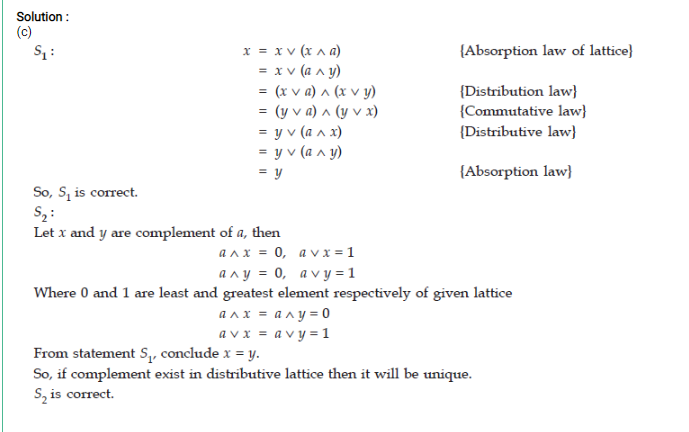 Solution :
(c)
S₁ : x = x ∨ (x ∧ a) {Absorption law of lattice}
= x ∨ (a ∧ y)
= (x ∨ a) ∧ (x ∨ y) {Distribution law}
= (y ∨ a) ∧ (y ∨ x) {Commutative law}
= y ∨ (a ∧ x) {Distributive law}
= y ∨ (a ∧ y)
= y {Absorption law}
So, S₁ is correct.
S₂ :
Let x and y are complement of a, then
a ∧ x = 0, a ∨ x = 1
a ∧ y = 0, a ∨ y = 1
Where 0 and 1 are least and greatest element respectively of given lattice
a ∧ x = a ∧ y = 0
a ∨ x = a ∨ y = 1
From statement S₁, conclude x = y.
So, if complement exist in distributive lattice then it will be unique.
S₂ is correct.